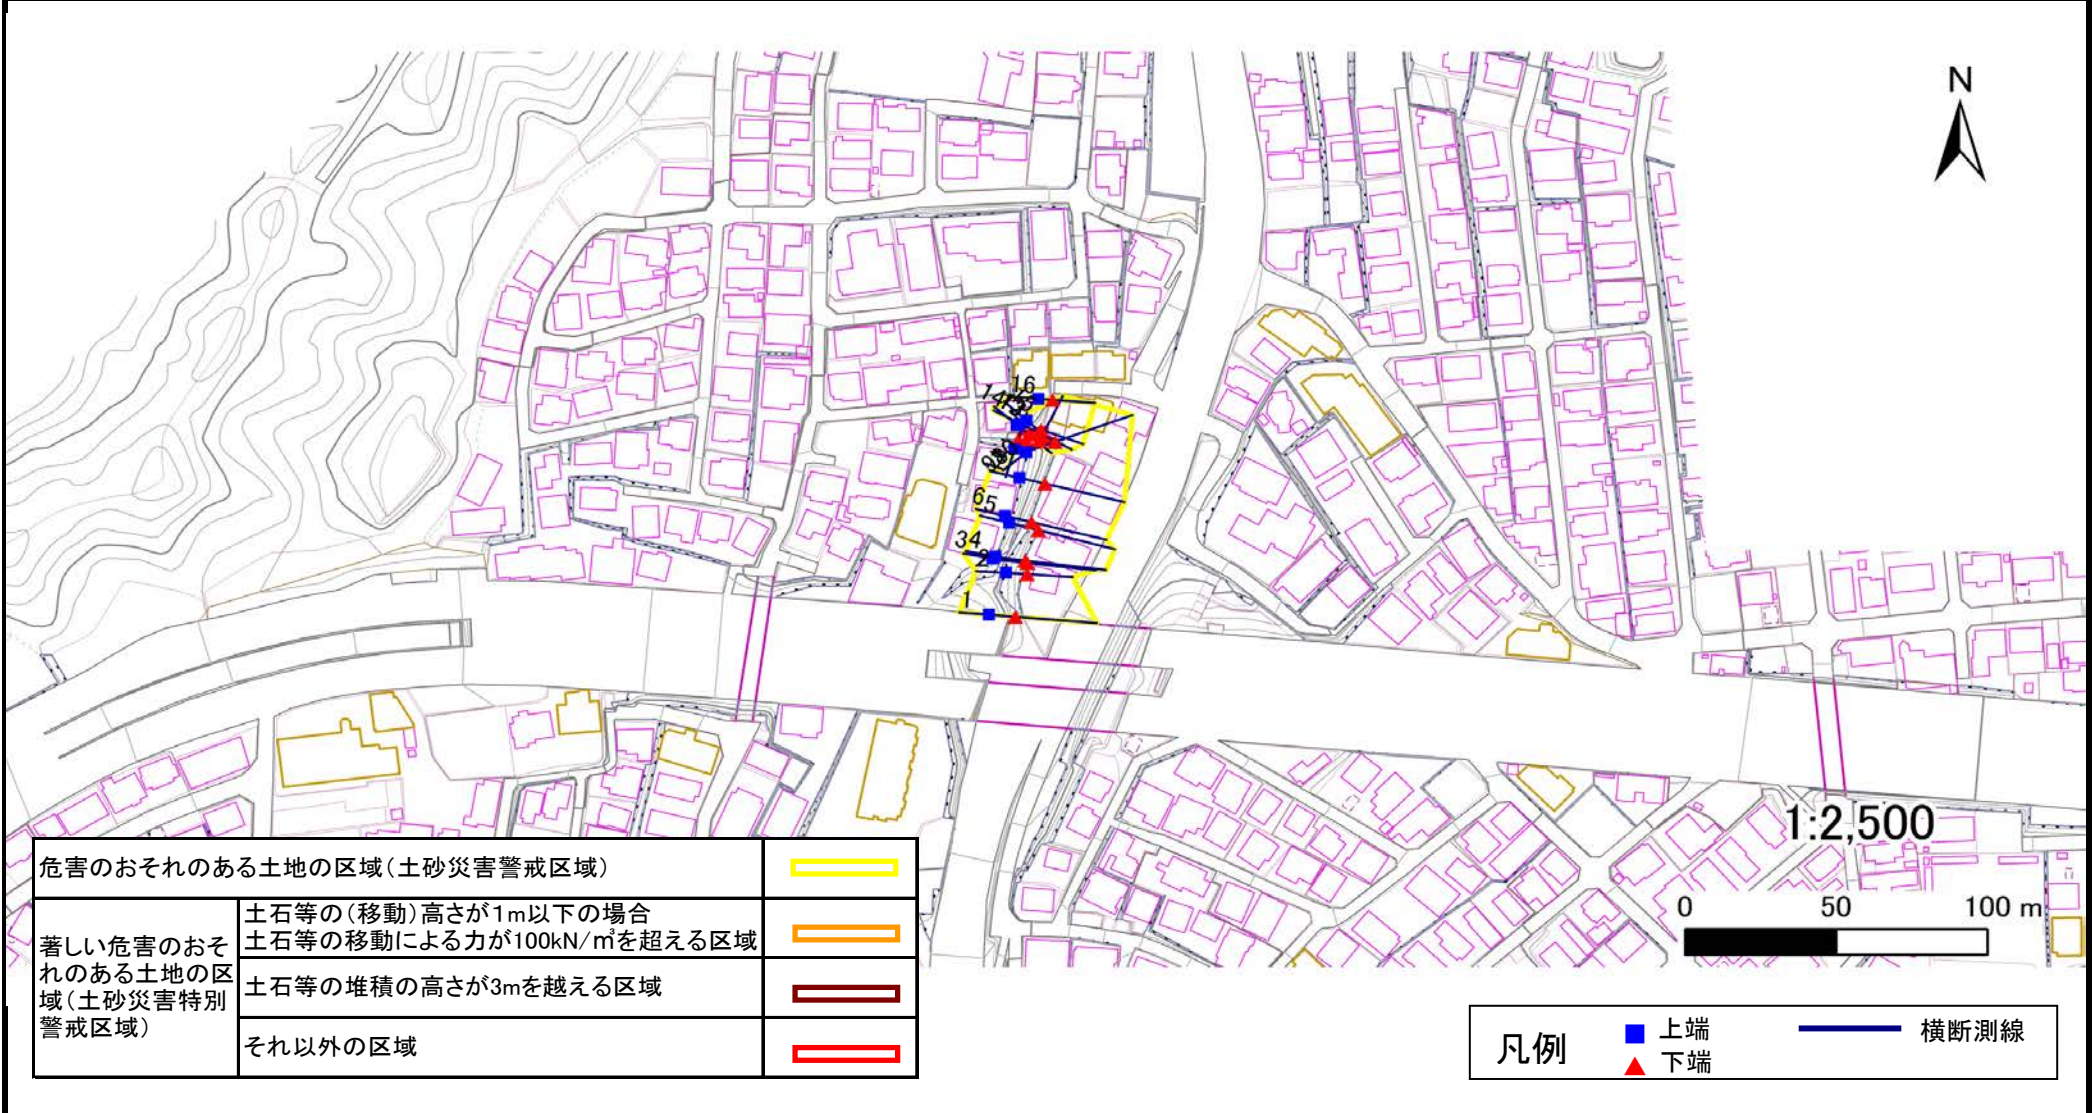 N
16
14
65
34
2
1
1:2,500
0 50 100 m
危害のおそれのある土地の区域(土砂災害警戒区域)
著しい危害のおそれのある土地の区域(土砂災害特別警戒区域)
土石等の(移動)高さが1m以下の場合
土石等の移動による力が100kN/㎡を超える区域
土石等の堆積の高さが3mを越える区域
それ以外の区域
凡例
上端
下端
横断測線